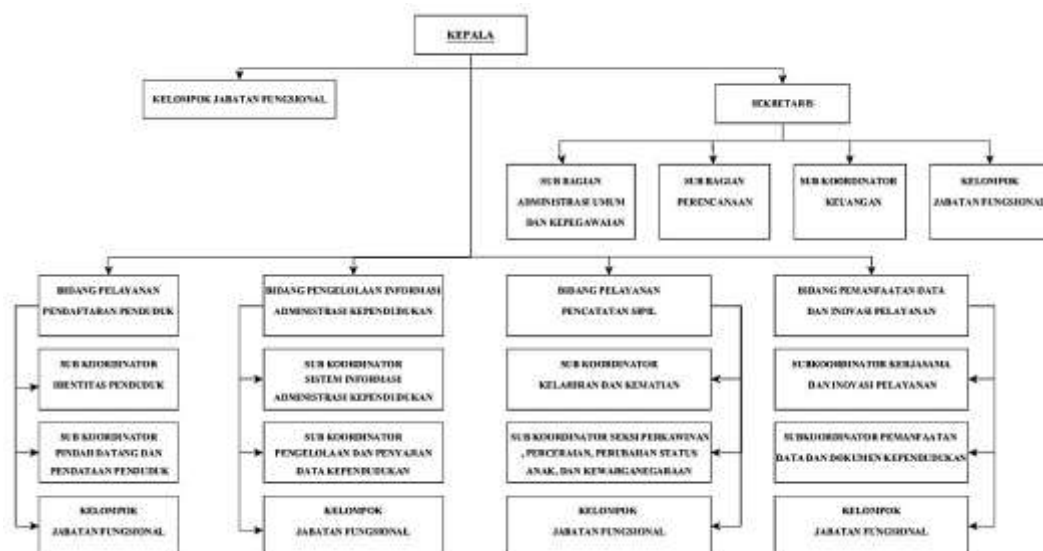 KEPALA
KELOMPOK JABATAN FUNGSIONAL
SEKRETARIS
SUB BAGIAN
ADMINISTRASI UMUM
DAN KEPEGAWAIAN
SUB BAGIAN
PERENCANAAN
SUB KOORDINATOR
KEUANGAN
KELOMPOK
JABATAN FUNGSIONAL
BIDANG PELAYANAN
PENDAFTARAN PENDUDUK
SUB KOORDINATOR
IDENTITAS PENDUDUK
SUB KOORDINATOR
PINDAH DATANG DAN
PENDATAAN PENDUDUK
KELOMPOK
JABATAN FUNGSIONAL
BIDANG PENGELOLAAN INFORMASI
ADMINISTRASI KEPENDUDUKAN
SUB KOORDINATOR
SISTEM INFORMASI
ADMINISTRASI KEPENDUDUKAN
SUB KOORDINATOR
PENGELOLAAN DAN PENYAJIAN
DATA KEPENDUDUKAN
KELOMPOK
JABATAN FUNGSIONAL
BIDANG PELAYANAN
PENCATATAN SIPIL
SUB KOORDINATOR
KELAHIRAN DAN KEMATIAN
SUB KOORDINATOR SEKSI PERKAWINAN
, PERCERAIAN, PERUBAHAN STATUS
ANAK, DAN KEWARGANEGARAAN
KELOMPOK
JABATAN FUNGSIONAL
BIDANG PEMANFAATAN DATA
DAN INOVASI PELAYANAN
SUBKOORDINATOR KERJASAMA
DAN INOVASI PELAYANAN
SUBKOORDINATOR PEMANFAATAN
DATA DAN DOKUMEN KEPENDUDUKAN
KELOMPOK
JABATAN FUNGSIONAL